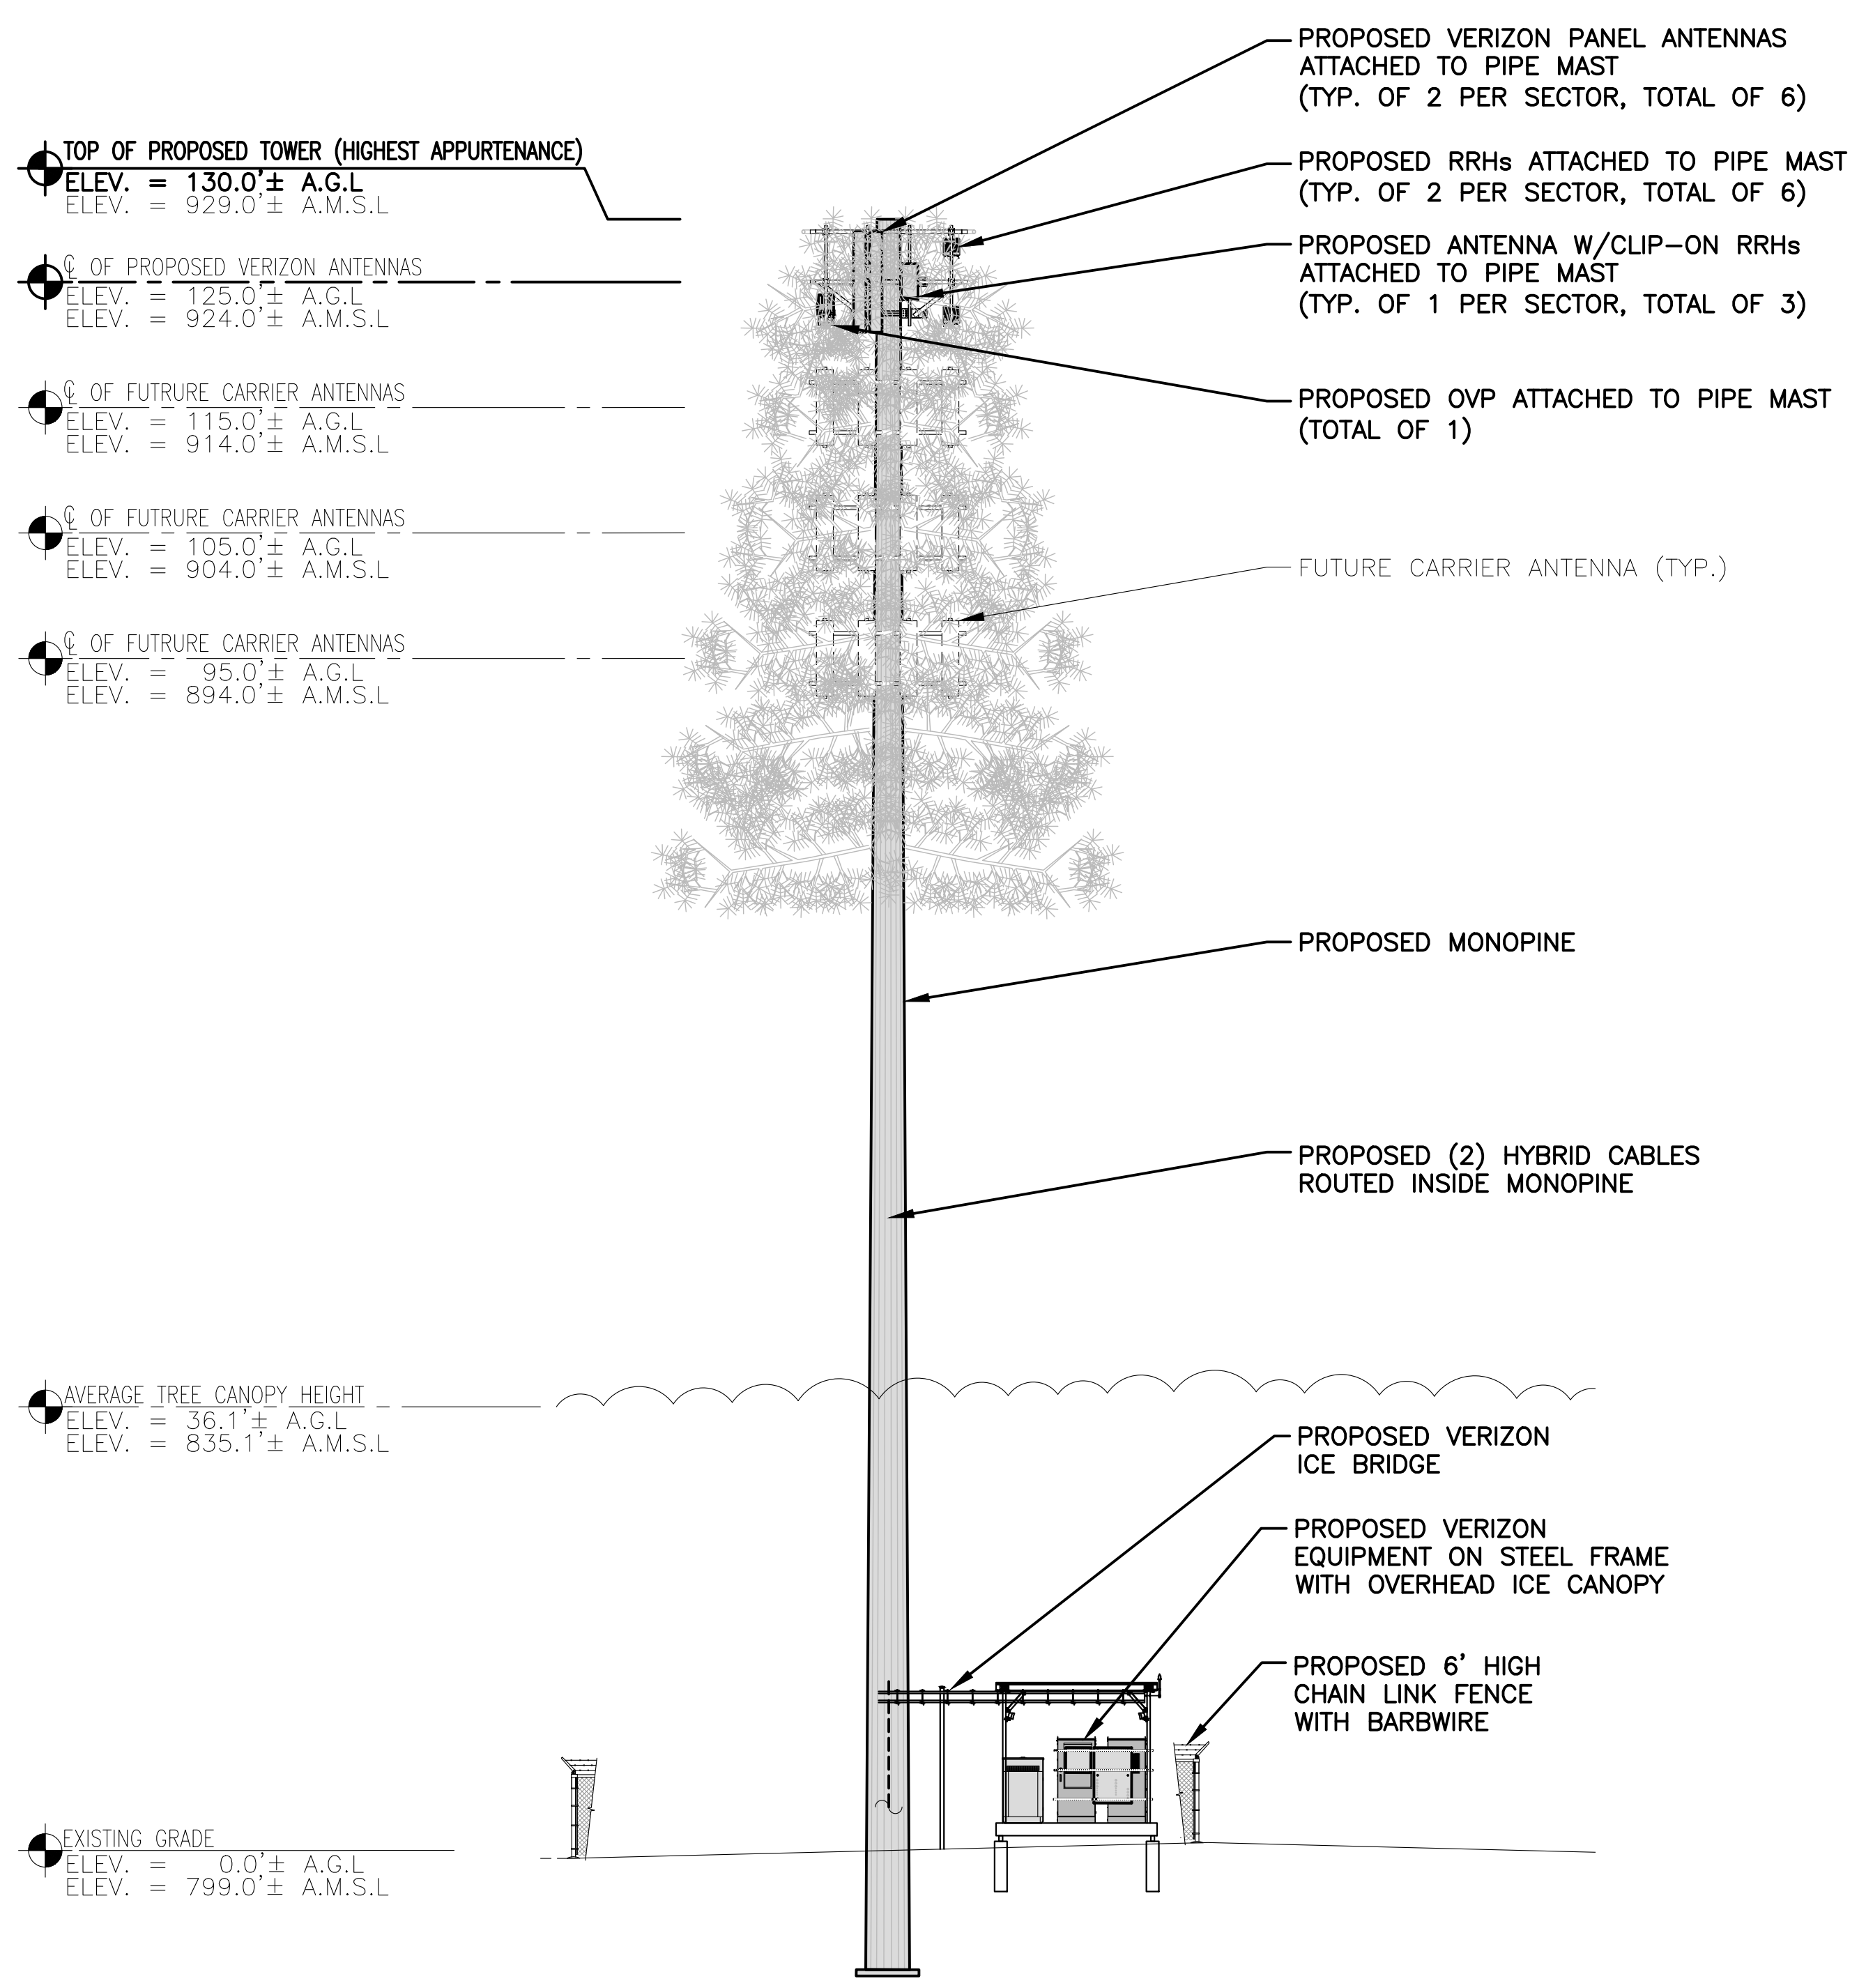 PROPOSED VERIZON PANEL ANTENNAS
ATTACHED TO PIPE MAST
(TYP. OF 2 PER SECTOR, TOTAL OF 6)
TOP OF PROPOSED TOWER (HIGHEST APPURTENANCE)
ELEV. = 130.0'± A.G.L
ELEV. = 929.0'± A.M.S.L
PROPOSED RRHs ATTACHED TO PIPE MAST
(TYP. OF 2 PER SECTOR, TOTAL OF 6)
PROPOSED ANTENNA W/CLIP-ON RRHs
ATTACHED TO PIPE MAST
(TYP. OF 1 PER SECTOR, TOTAL OF 3)
℄ OF PROPOSED VERIZON ANTENNAS
ELEV. = 125.0'± A.G.L
ELEV. = 924.0'± A.M.S.L
PROPOSED OVP ATTACHED TO PIPE MAST
(TOTAL OF 1)
℄ OF FUTRURE CARRIER ANTENNAS
ELEV. = 115.0'± A.G.L
ELEV. = 914.0'± A.M.S.L
℄ OF FUTRURE CARRIER ANTENNAS
ELEV. = 105.0'± A.G.L
ELEV. = 904.0'± A.M.S.L
FUTURE CARRIER ANTENNA (TYP.)
℄ OF FUTRURE CARRIER ANTENNAS
ELEV. = 95.0'± A.G.L
ELEV. = 894.0'± A.M.S.L
PROPOSED MONOPINE
PROPOSED (2) HYBRID CABLES
ROUTED INSIDE MONOPINE
AVERAGE TREE CANOPY HEIGHT
ELEV. = 36.1'± A.G.L
ELEV. = 835.1'± A.M.S.L
PROPOSED VERIZON
ICE BRIDGE
PROPOSED VERIZON
EQUIPMENT ON STEEL FRAME
WITH OVERHEAD ICE CANOPY
PROPOSED 6' HIGH
CHAIN LINK FENCE
WITH BARBWIRE
EXISTING GRADE
ELEV. = 0.0'± A.G.L
ELEV. = 799.0'± A.M.S.L